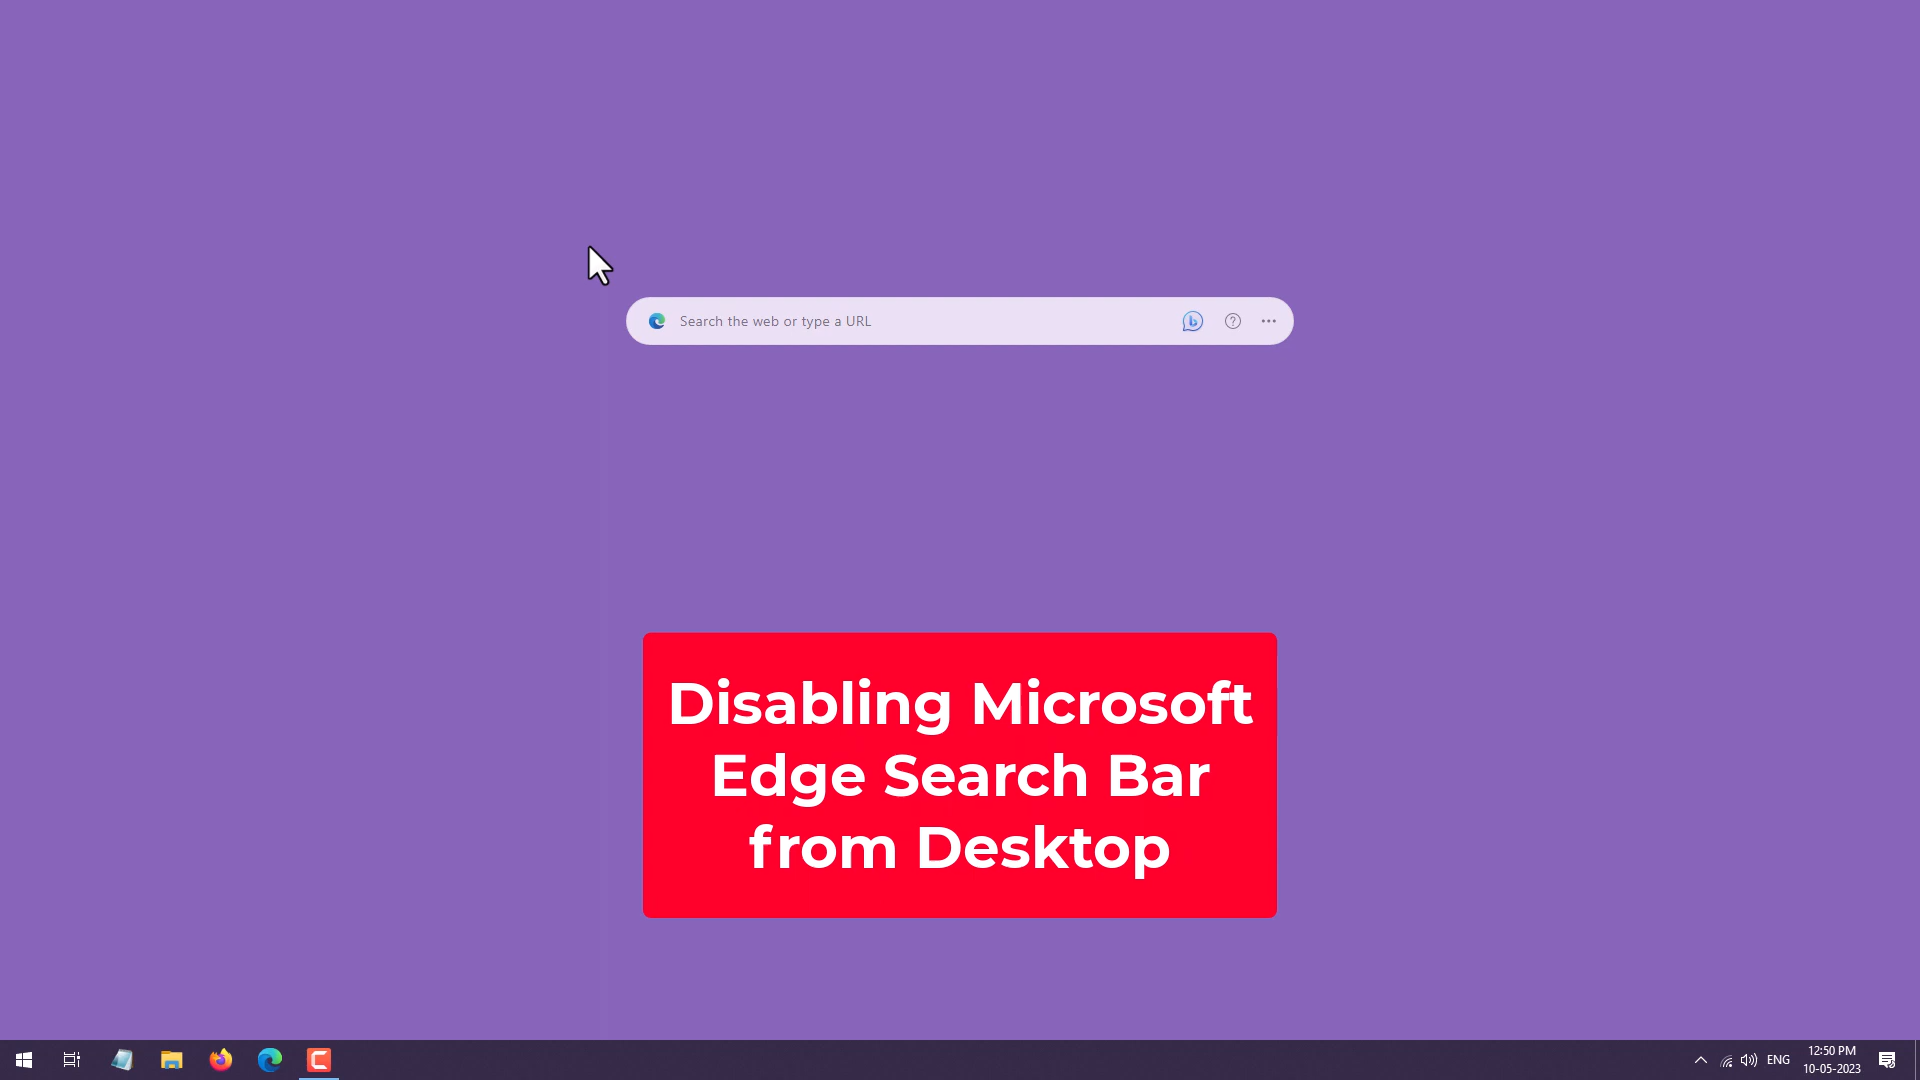 Search the web or type a URL
Disabling Microsoft
Edge Search Bar
from Desktop
ENG
12:50 PM
10-05-2023